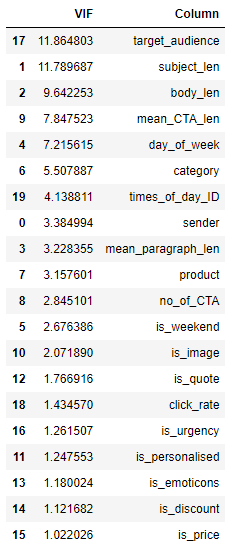 VIF Column
17 11.864803 target_audience
1 11.789687 subject_len
2 9.642253 body_len
9 7.847523 mean_CTA_len
4 7.215615 day_of_week
6 5.507887 category
19 4.138811 times_of_day_ID
0 3.384994 sender
3 3.228355 mean_paragraph_len
7 3.157601 product
8 2.845101 no_of_CTA
5 2.676386 is_weekend
10 2.071890 is_image
12 1.766916 is_quote
18 1.434570 click_rate
16 1.261507 is_urgency
11 1.247553 is_personalised
13 1.180024 is_emoticons
14 1.121682 is_discount
15 1.022026 is_price